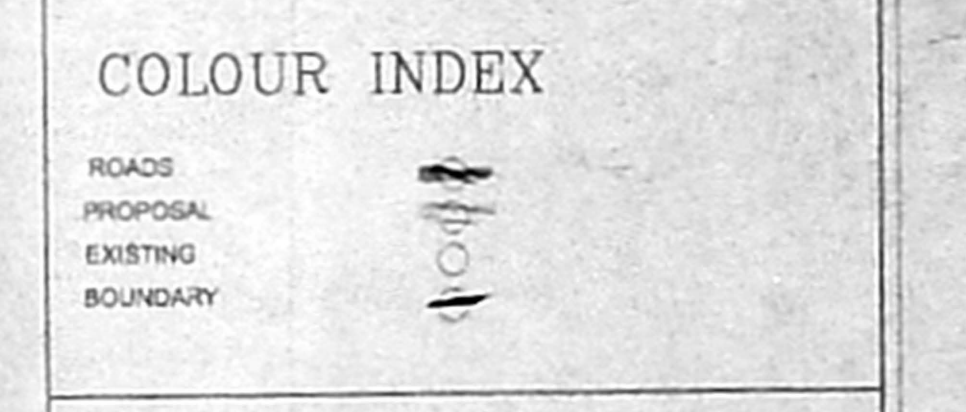 COLOUR INDEX
ROADS
PROPOSAL
EXISTING
BOUNDARY